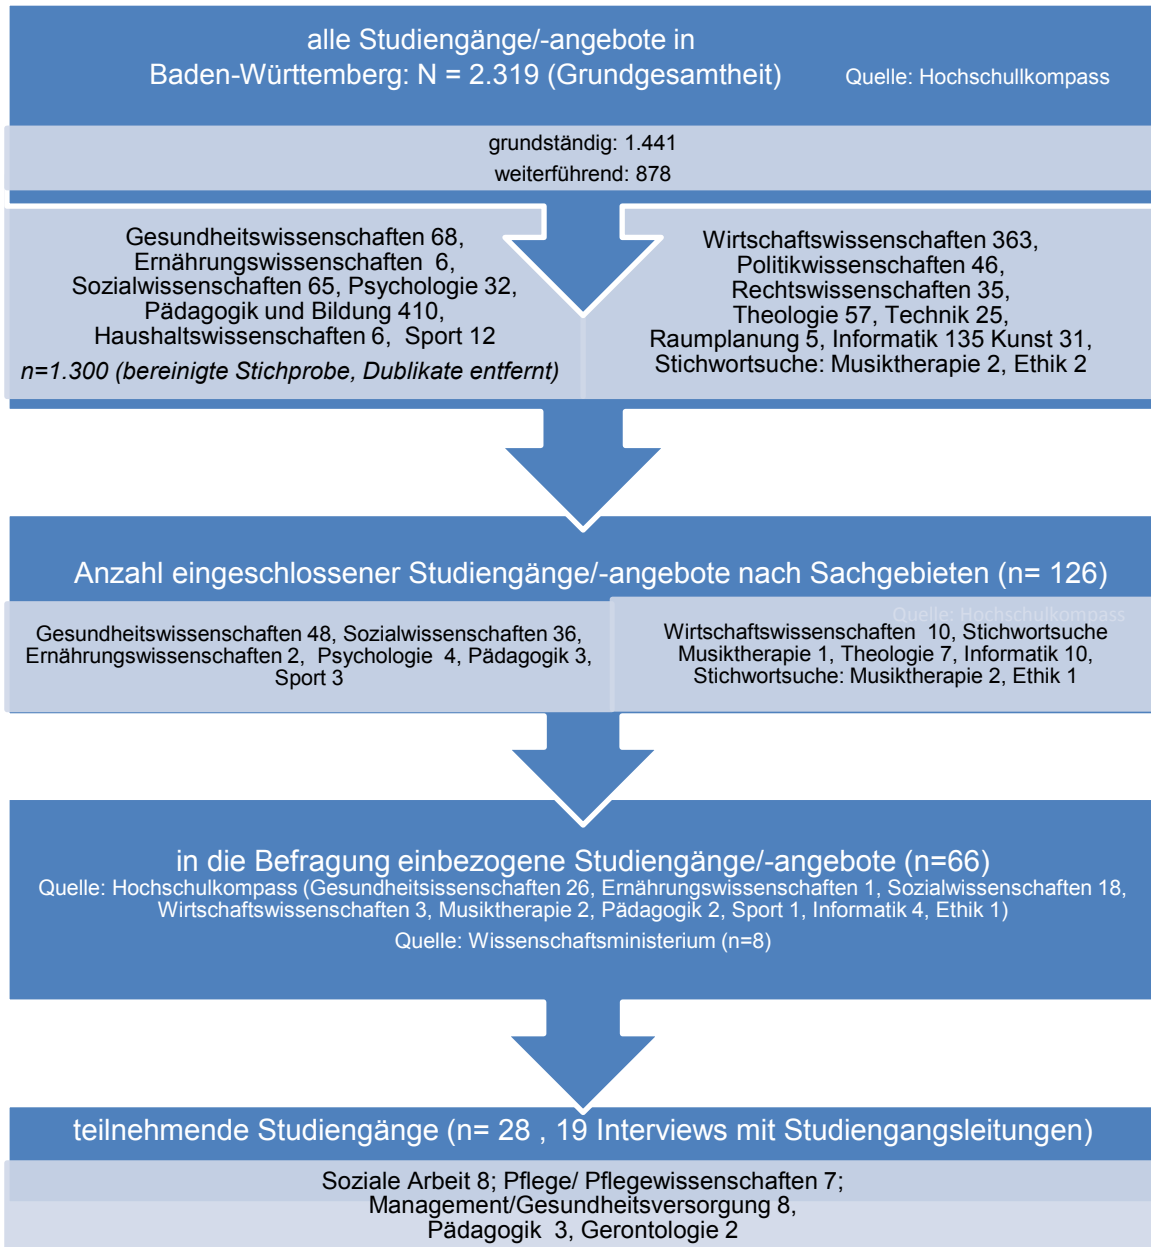 alle Studiengänge/-angebote in
Baden-Württemberg: N = 2.319 (Grundgesamtheit) Quelle: Hochschullkompass
grundständig: 1.441
weiterführend: 878
Gesundheitswissenschaften 68,
Ernährungswissenschaften 6,
Sozialwissenschaften 65, Psychologie 32,
Pädagogik und Bildung 410,
Haushaltswissenschaften 6, Sport 12
n=1.300 (bereinigte Stichprobe, Dublikate entfernt)
Wirtschaftswissenschaften 363,
Politikwissenschaften 46,
Rechtswissenschaften 35,
Theologie 57, Technik 25,
Raumplanung 5, Informatik 135 Kunst 31,
Stichwortsuche: Musiktherapie 2, Ethik 2
Anzahl eingeschlossener Studiengänge/-angebote nach Sachgebieten (n= 126)
Quelle: Hochschulkompass
Gesundheitswissenschaften 48, Sozialwissenschaften 36,
Ernährungswissenschaften 2, Psychologie 4, Pädagogik 3,
Sport 3
Wirtschaftswissenschaften 10, Stichwortsuche
Musiktherapie 1, Theologie 7, Informatik 10,
Stichwortsuche: Musiktherapie 2, Ethik 1
in die Befragung einbezogene Studiengänge/-angebote (n=66)
Quelle: Hochschulkompass (Gesundheitsissenschaften 26, Ernährungswissenschaften 1, Sozialwissenschaften 18,
Wirtschaftswissenschaften 3, Musiktherapie 2, Pädagogik 2, Sport 1, Informatik 4, Ethik 1)
Quelle: Wissenschaftsministerium (n=8)
teilnehmende Studiengänge (n= 28 , 19 Interviews mit Studiengangsleitungen)
Soziale Arbeit 8; Pflege/ Pflegewissenschaften 7;
Management/Gesundheitsversorgung 8,
Pädagogik 3, Gerontologie 2